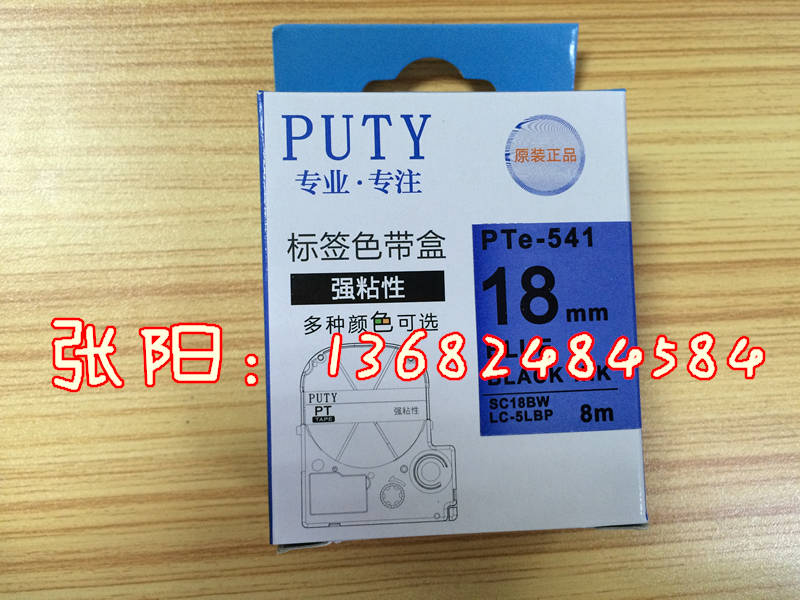 PUTY
专业·专注
原装正品
标签色带盒
强粘性
多种颜色可选
PTe-541
18mm
BLUE
BLACK INK
SC18BW
LC-5LBP 8m
张阳：13682484584
PUTY
PT
TAPE
强粘性